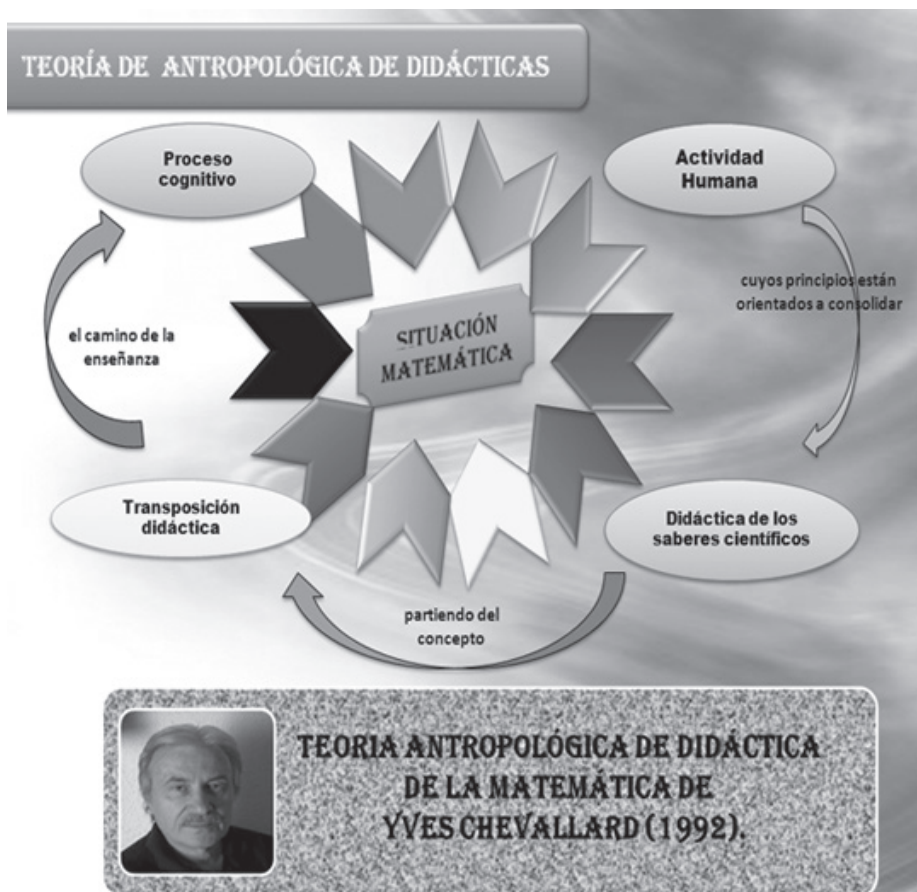 TEORÍA DE ANTROPOLÓGICA DE DIDÁCTICAS
Proceso
cognitivo
Actividad
Humana
cuyos principios están
orientados a consolidar
el camino de la
enseñanza
SITUACIÓN
MATEMÁTICA
Transposición
didáctica
Didáctica de los
saberes científicos
partiendo del
concepto
TEORIA ANTROPOLÓGICA DE DIDÁCTICA
DE LA MATEMÁTICA DE
YVES CHEVALLARD (1992).